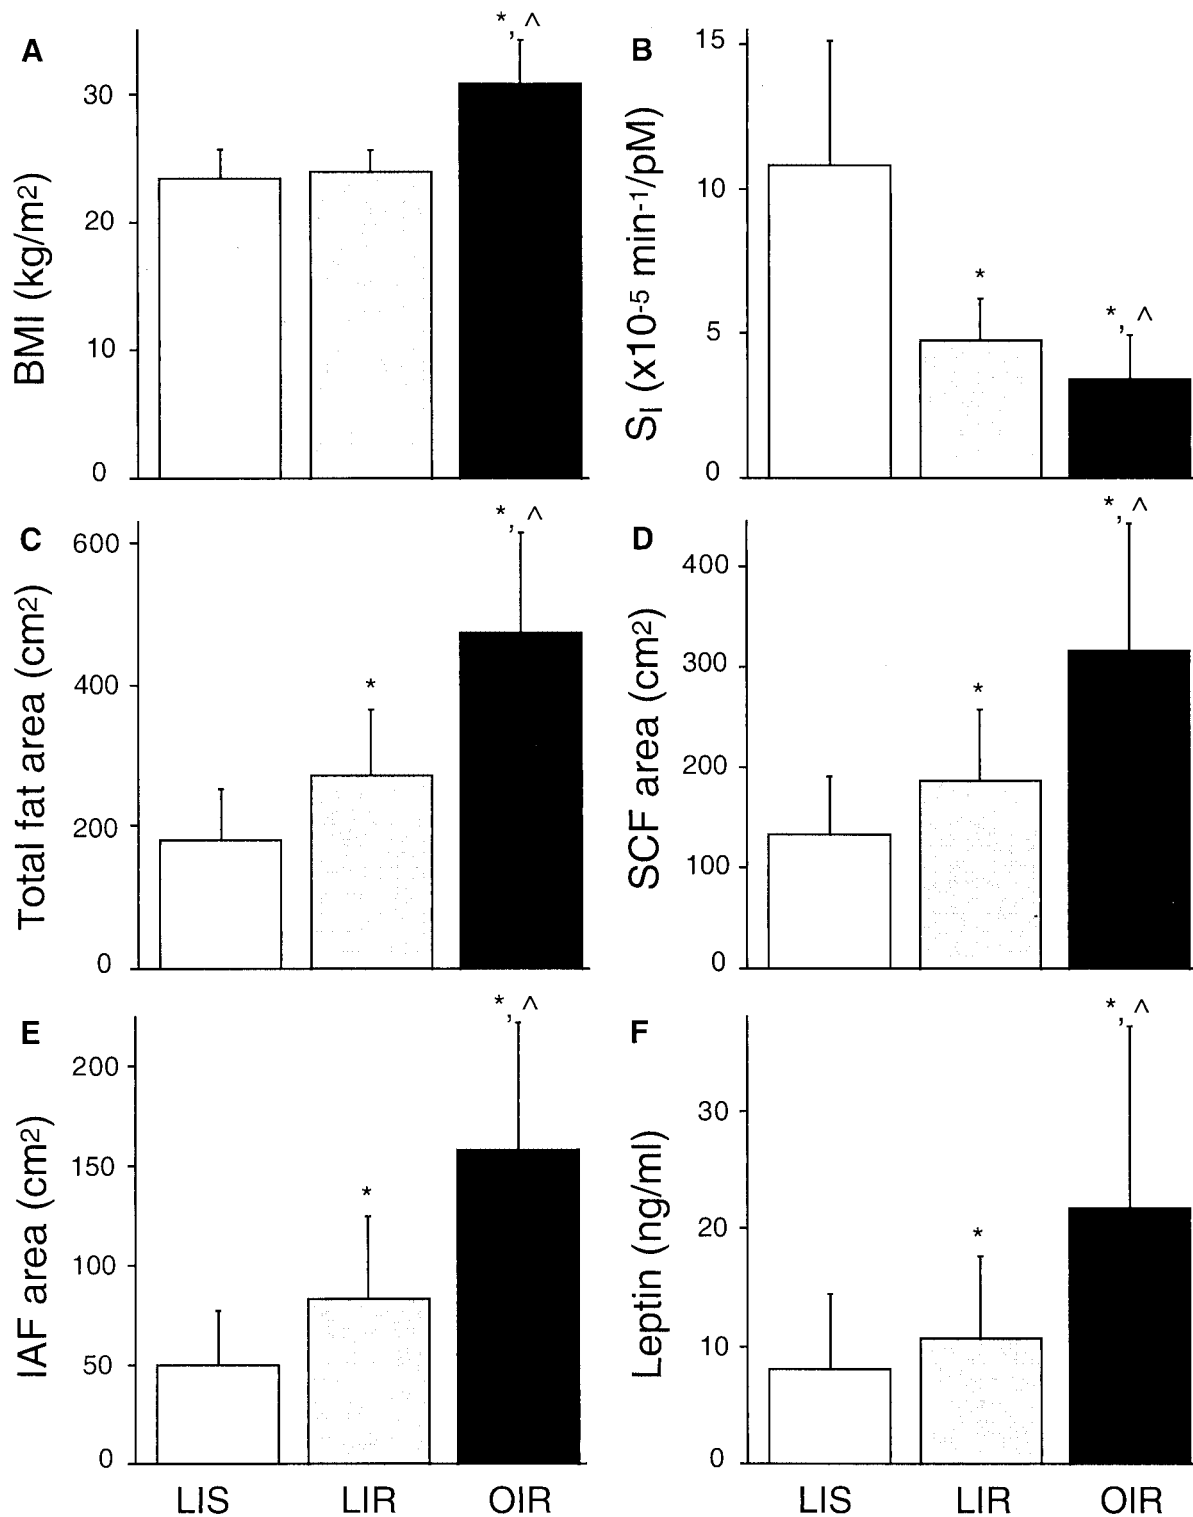 A
BMI (kg/m²)
30
20
10
0
*, ^
B
S_I (x10⁻⁵ min⁻¹/pM)
15
10
5
0
*
*, ^
C
Total fat area (cm²)
600
400
200
0
*
*, ^
D
SCF area (cm²)
400
300
200
100
0
*
*, ^
E
IAF area (cm²)
200
150
100
50
0
*
*, ^
LIS LIR OIR
F
Leptin (ng/ml)
30
20
10
0
*
*, ^
LIS LIR OIR